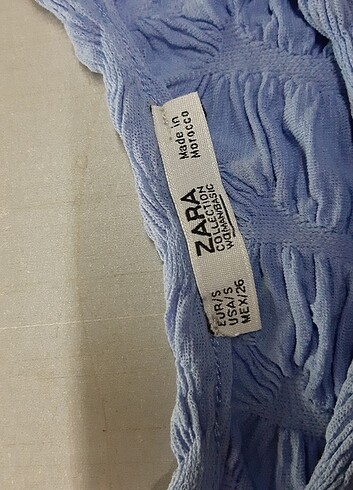 Made in
Morocco
ZARA
COLLECTION
WOMAN/BASIC
EUR/S
USA/S
MEX/26